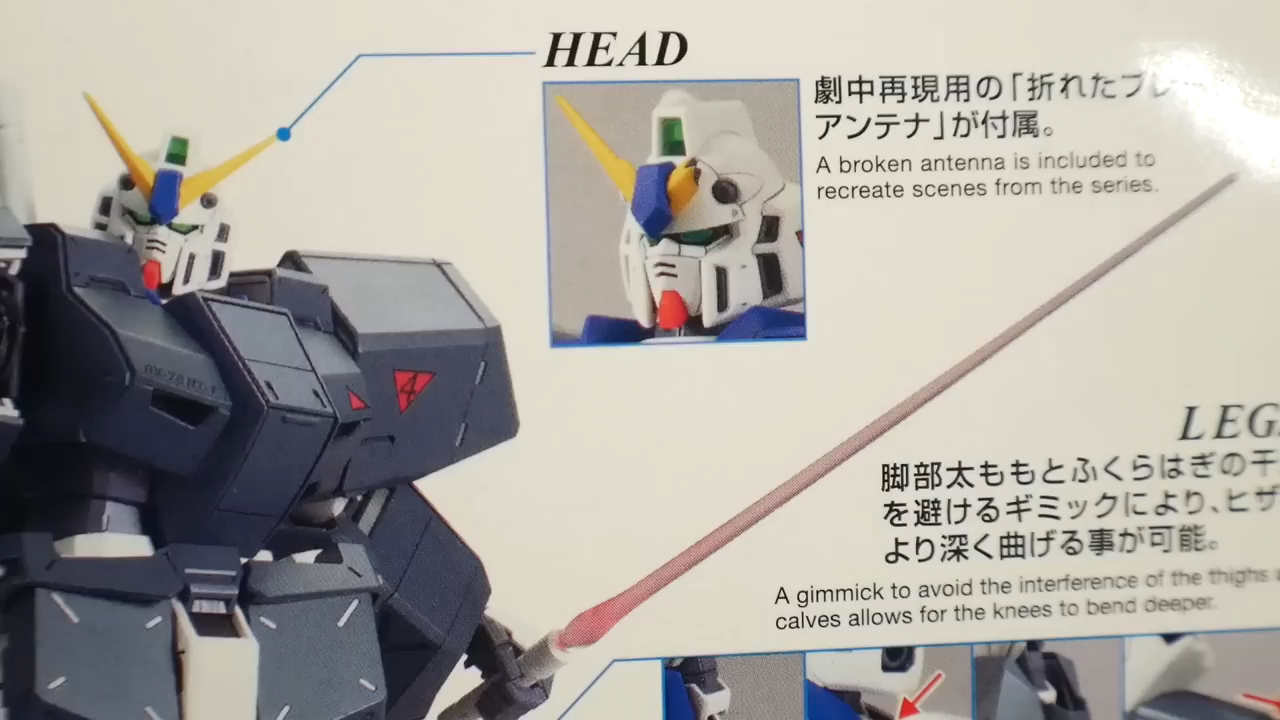 HEAD
劇中再現用の「折れたブレ
アンテナ」が付属。
A broken antenna is included to
recreate scenes from the series.
4
LEG
脚部太ももとふくらはぎの干
を避けるギミックにより、ヒザ
より深く曲げる事が可能。
A gimmick to avoid the interference of the thighs
calves allows for the knees to bend deeper.